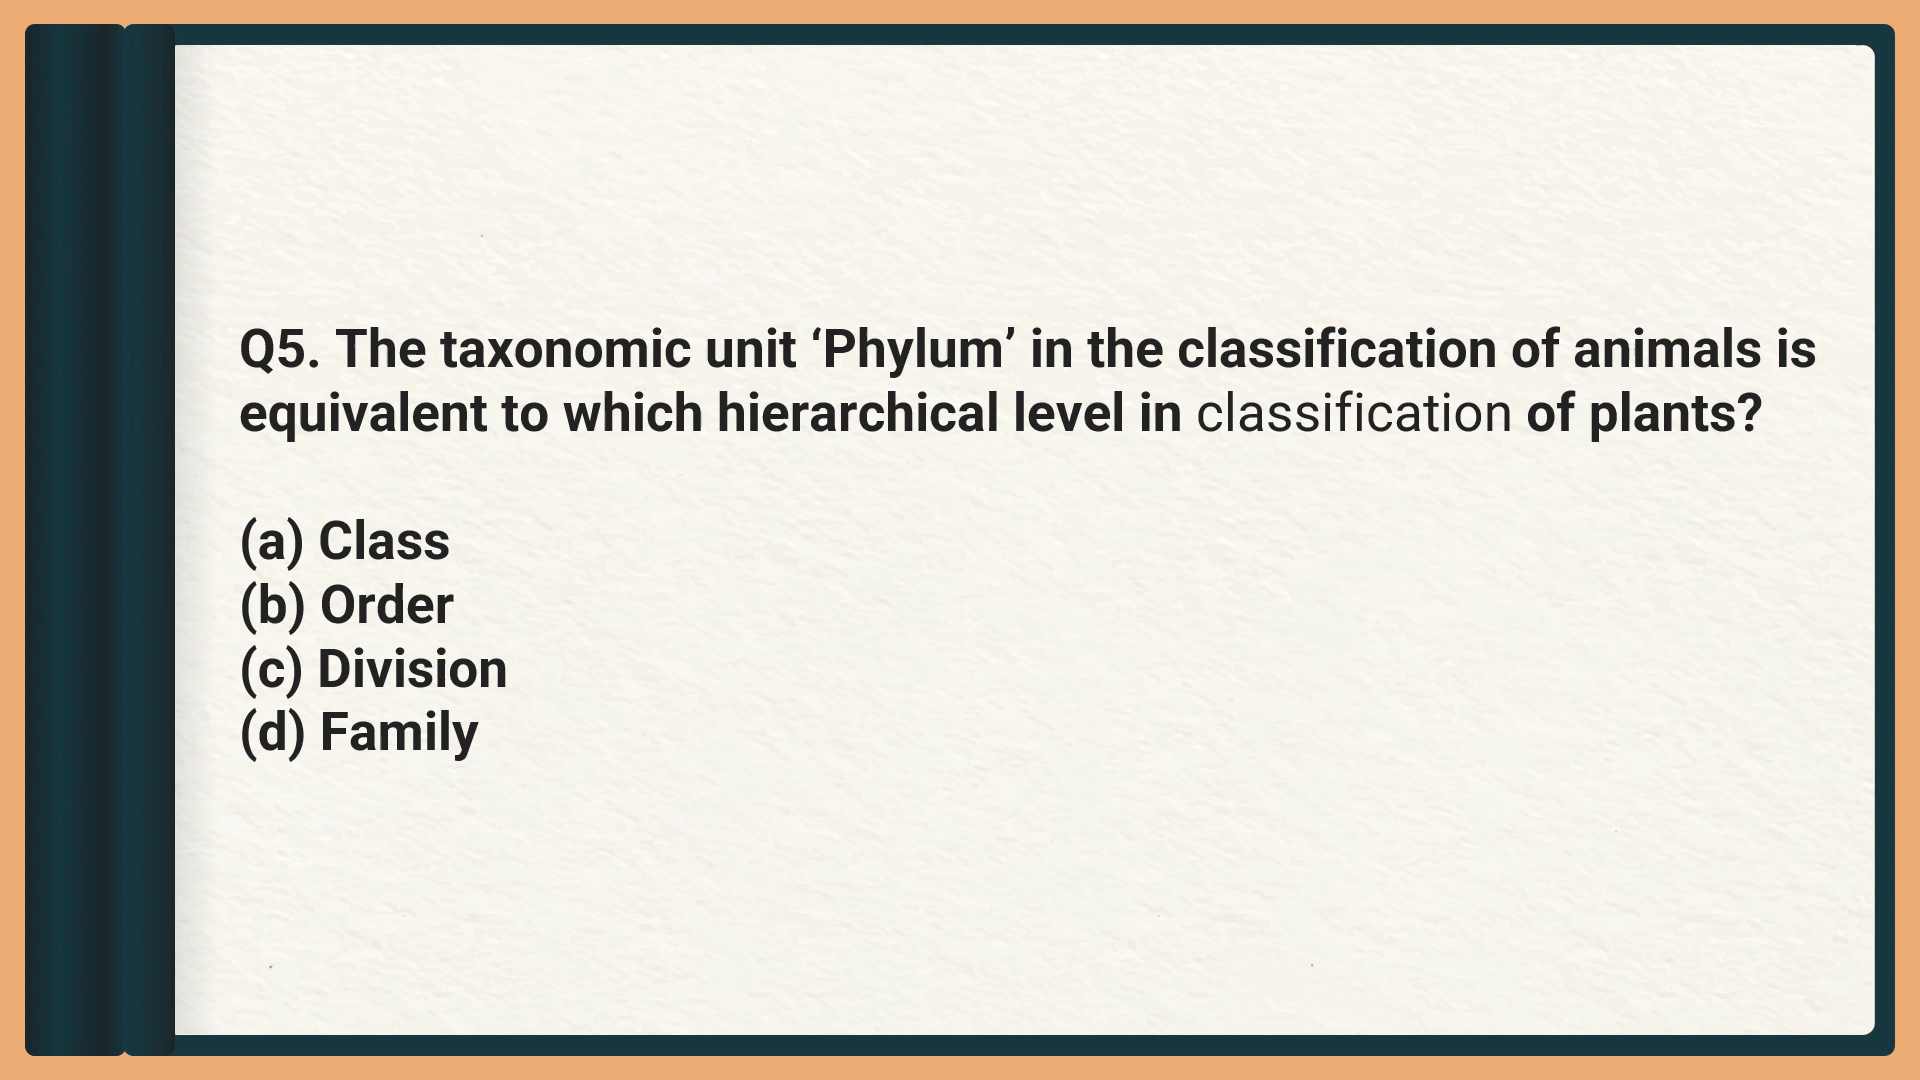 Q5. The taxonomic unit ‘Phylum’ in the classification of animals is
equivalent to which hierarchical level in classification of plants?
(a) Class
(b) Order
(c) Division
(d) Family